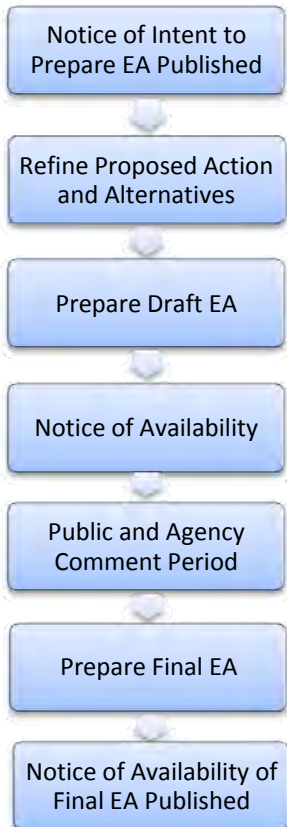 Notice of Intent to
Prepare EA Published
Refine Proposed Action
and Alternatives
Prepare Draft EA
Notice of Availability
Public and Agency
Comment Period
Prepare Final EA
Notice of Availability of
Final EA Published